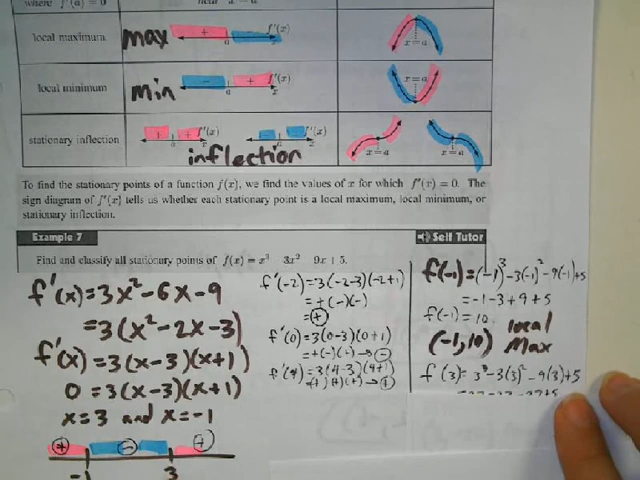 where f'(a) = 0 near x = a
local maximum max + f'(x) a x x = a
local minimum min - + f'(x) a x x = a
stationary inflection + + f'(x) a x f'(x) a x x = a x = a
inflection
To find the stationary points of a function f(x), we find the values of x for which f'(x) = 0. The
sign diagram of f'(x) tells us whether each stationary point is a local maximum, local minimum, or
stationary inflection.
Example 7
Self Tutor
Find and classify all stationary points of f(x) = x³ 3x² 9x + 5.
f'(x)=3x²-6x-9
=3(x²-2x-3)
f'(x)=3(x-3)(x+1)
0=3(x-3)(x+1)
x=3 and x=-1
+ - +
-1 3
f'(-2)=3(-2-3)(-2+1)
=+(-)(-)
=+
f'(0)=3(0-3)(0+1)
=+(-)(+)→-
f'(4)=3(4-3)(4+1)
(+)(+)(+)→+
f(-1)=(-1)³-3(-1)²-9(-1)+5
=-1-3+9+5
f(-1)=10
(-1,10) local
Max
f(3)=3³-3(3)²-9(3)+5